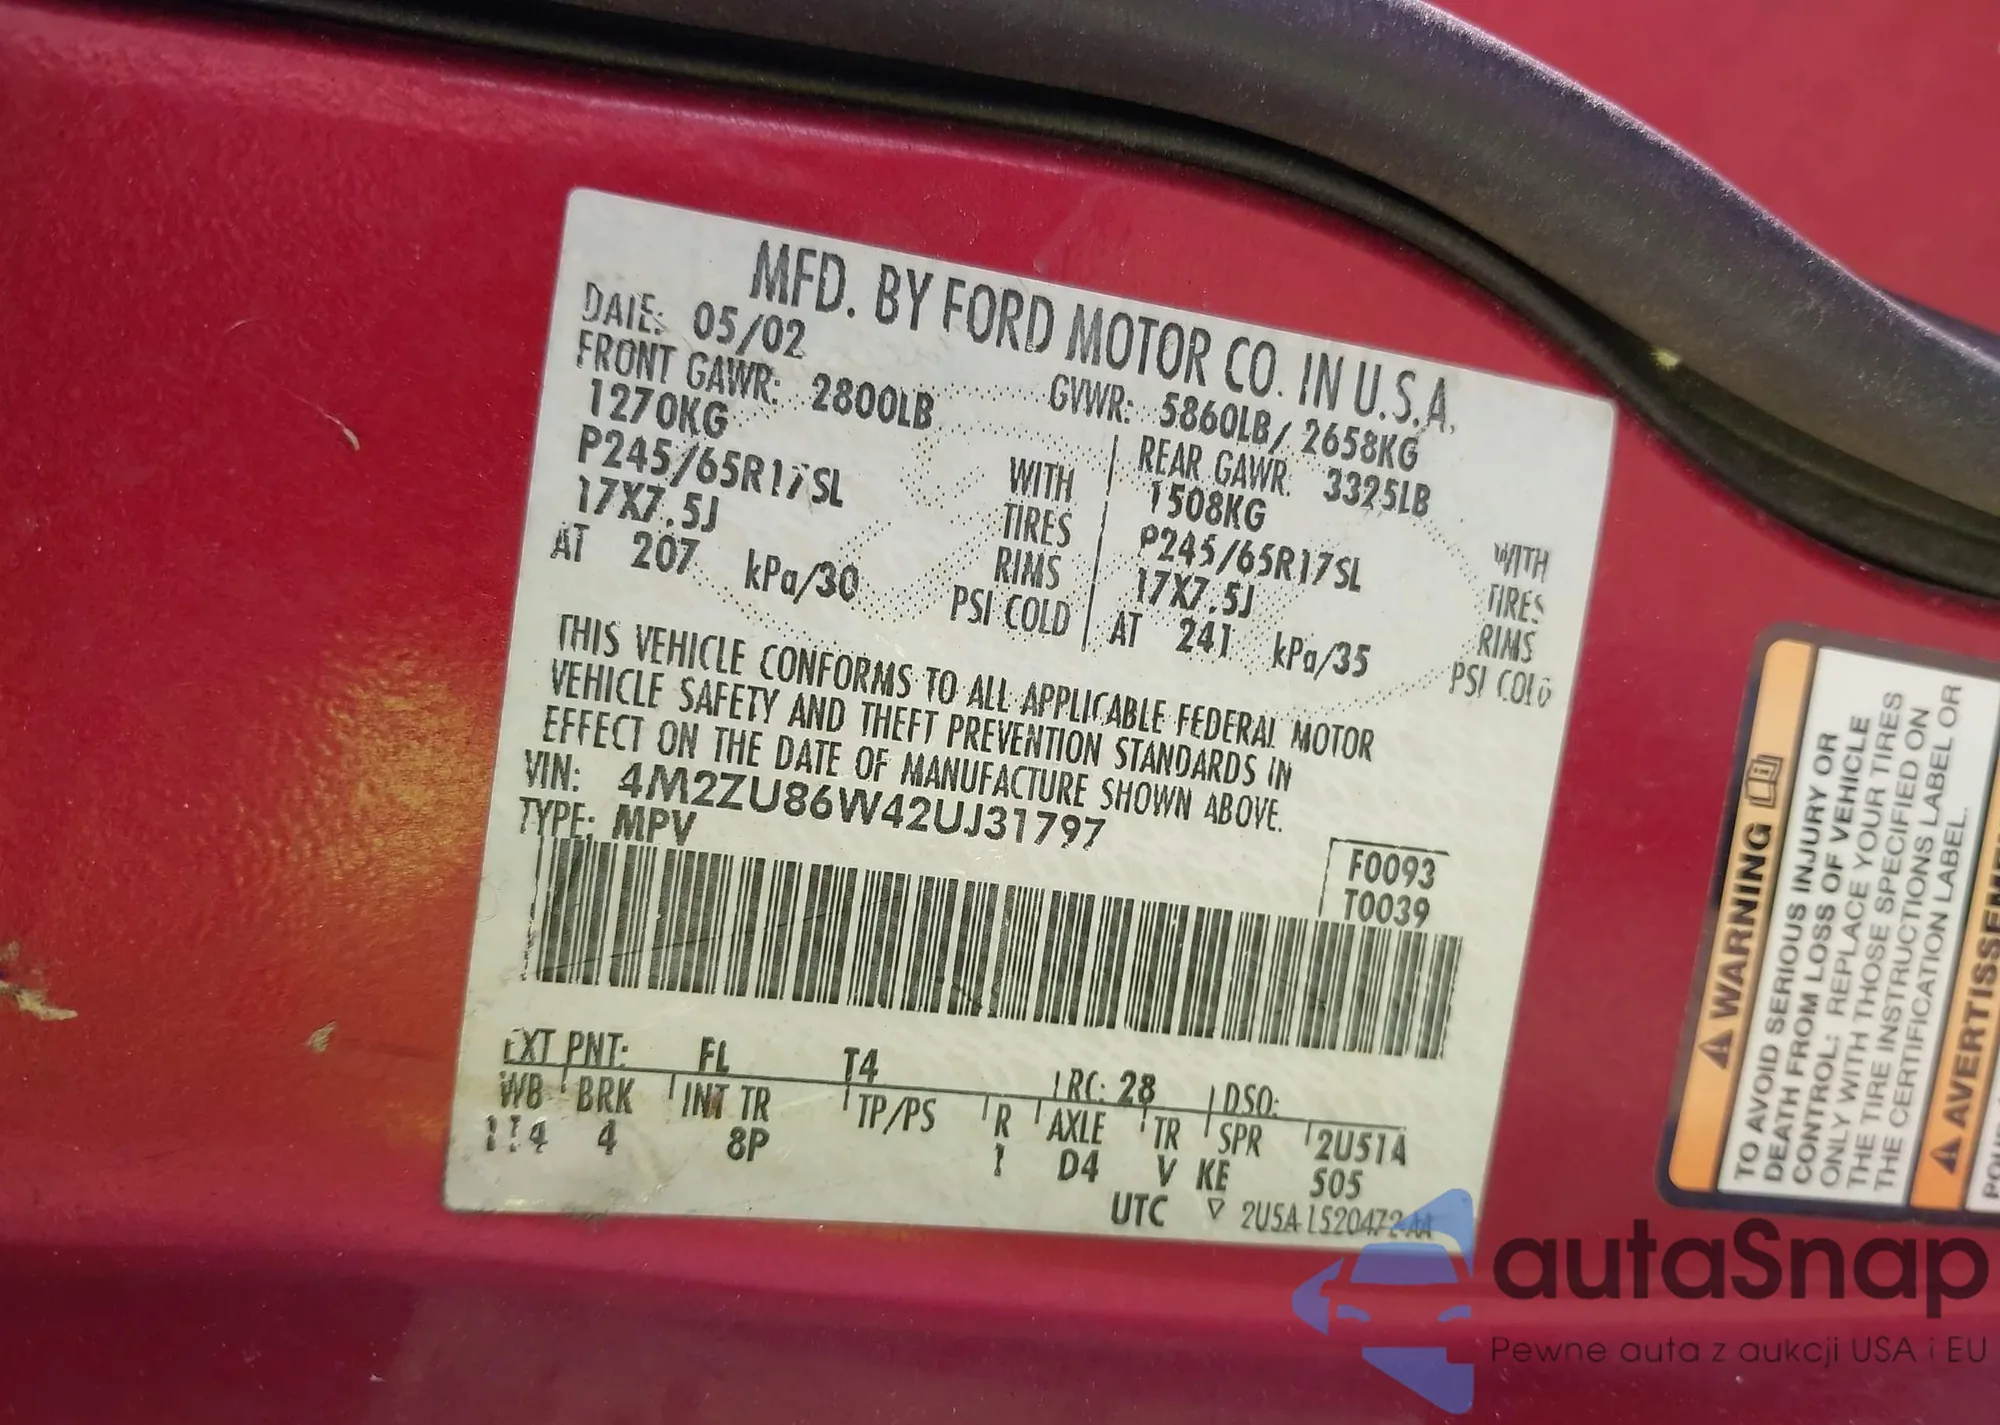 MFD. BY FORD MOTOR CO. IN U.S.A.
DATE: 05/02 GVWR: 5860LB/ 2658KG
FRONT GAWR: 2800LB REAR GAWR: 3325LB
1270KG WITH 1508KG WITH
P245/65R17SL TIRES P245/65R17SL TIRES
17X7.5J RIMS 17X7.5J RIMS
AT 207 kPa/30 PSI COLD AT 241 kPa/35 PSI COLD
THIS VEHICLE CONFORMS TO ALL APPLICABLE FEDERAL MOTOR
VEHICLE SAFETY AND THEFT PREVENTION STANDARDS IN
EFFECT ON THE DATE OF MANUFACTURE SHOWN ABOVE.
VIN: 4M2ZU86W42UJ31797
TYPE: MPV
F0093
T0039
EXT PNT: FL T4 RC: 28 DSO:
WB BRK INT TR TP/PS R AXLE TR SPR 2U51A
114 4 8P 1 D4 V KE 505
UTC ▽ 2U5A-1520472-AA
⚠ WARNING
TO AVOID SERIOUS INJURY OR
DEATH FROM LOSS OF VEHICLE
CONTROL: REPLACE YOUR TIRES
ONLY WITH THOSE SPECIFIED ON
THE TIRE INSTRUCTIONS LABEL OR
THE CERTIFICATION LABEL.
⚠ AVERTISSEMENT
autaSnap
Pewne auta z aukcji USA i EU